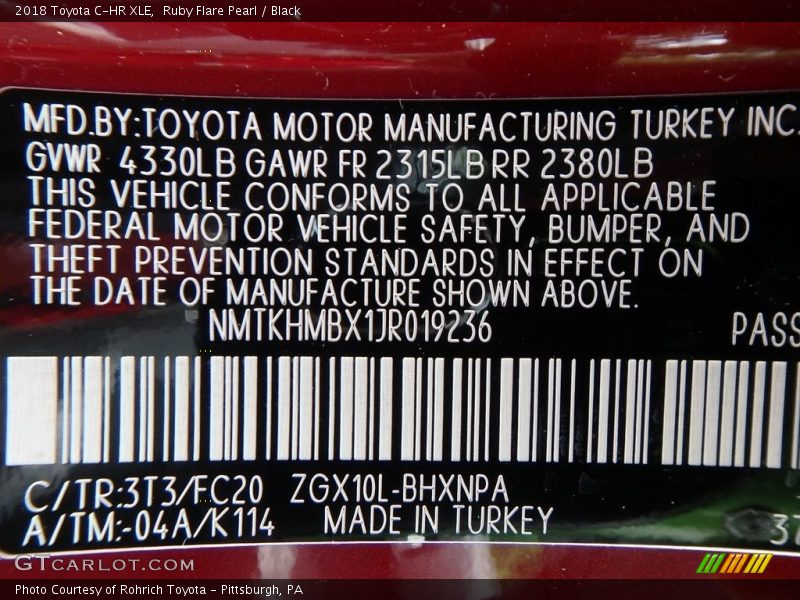 2018 Toyota C-HR XLE, Ruby Flare Pearl / Black
MFD.BY:TOYOTA MOTOR MANUFACTURING TURKEY INC.
GVWR 4330LB GAWR FR 2315LB RR 2380LB
THIS VEHICLE CONFORMS TO ALL APPLICABLE
FEDERAL MOTOR VEHICLE SAFETY, BUMPER, AND
THEFT PREVENTION STANDARDS IN EFFECT ON
THE DATE OF MANUFACTURE SHOWN ABOVE.
NMTKHMBX1JR019236 PASS
C/TR:3T3/FC20 ZGX10L-BHXNPA
A/TM:-04A/K114 MADE IN TURKEY
GTCARLOT.COM
Photo Courtesy of Rohrich Toyota - Pittsburgh, PA